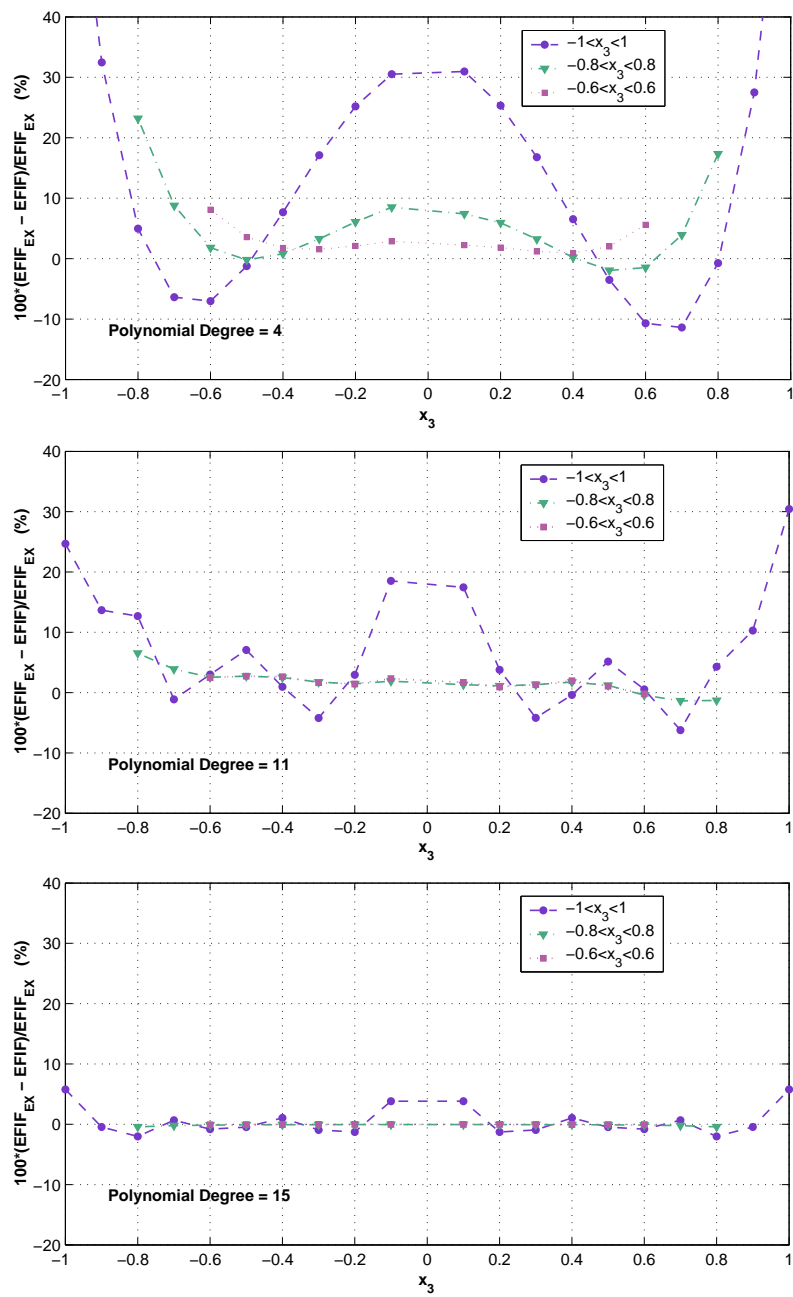 40
30
20
10
0
−10
−20
100*(EFIF_EX − EFIF)/EFIF_EX (%)
−1<x_3<1
−0.8<x_3<0.8
−0.6<x_3<0.6
Polynomial Degree = 4
−1 −0.8 −0.6 −0.4 −0.2 0 0.2 0.4 0.6 0.8 1
x_3
40
30
20
10
0
−10
−20
100*(EFIF_EX − EFIF)/EFIF_EX (%)
−1<x_3<1
−0.8<x_3<0.8
−0.6<x_3<0.6
Polynomial Degree = 11
−1 −0.8 −0.6 −0.4 −0.2 0 0.2 0.4 0.6 0.8 1
x_3
40
30
20
10
0
−10
−20
100*(EFIF_EX − EFIF)/EFIF_EX (%)
−1<x_3<1
−0.8<x_3<0.8
−0.6<x_3<0.6
Polynomial Degree = 15
−1 −0.8 −0.6 −0.4 −0.2 0 0.2 0.4 0.6 0.8 1
x_3